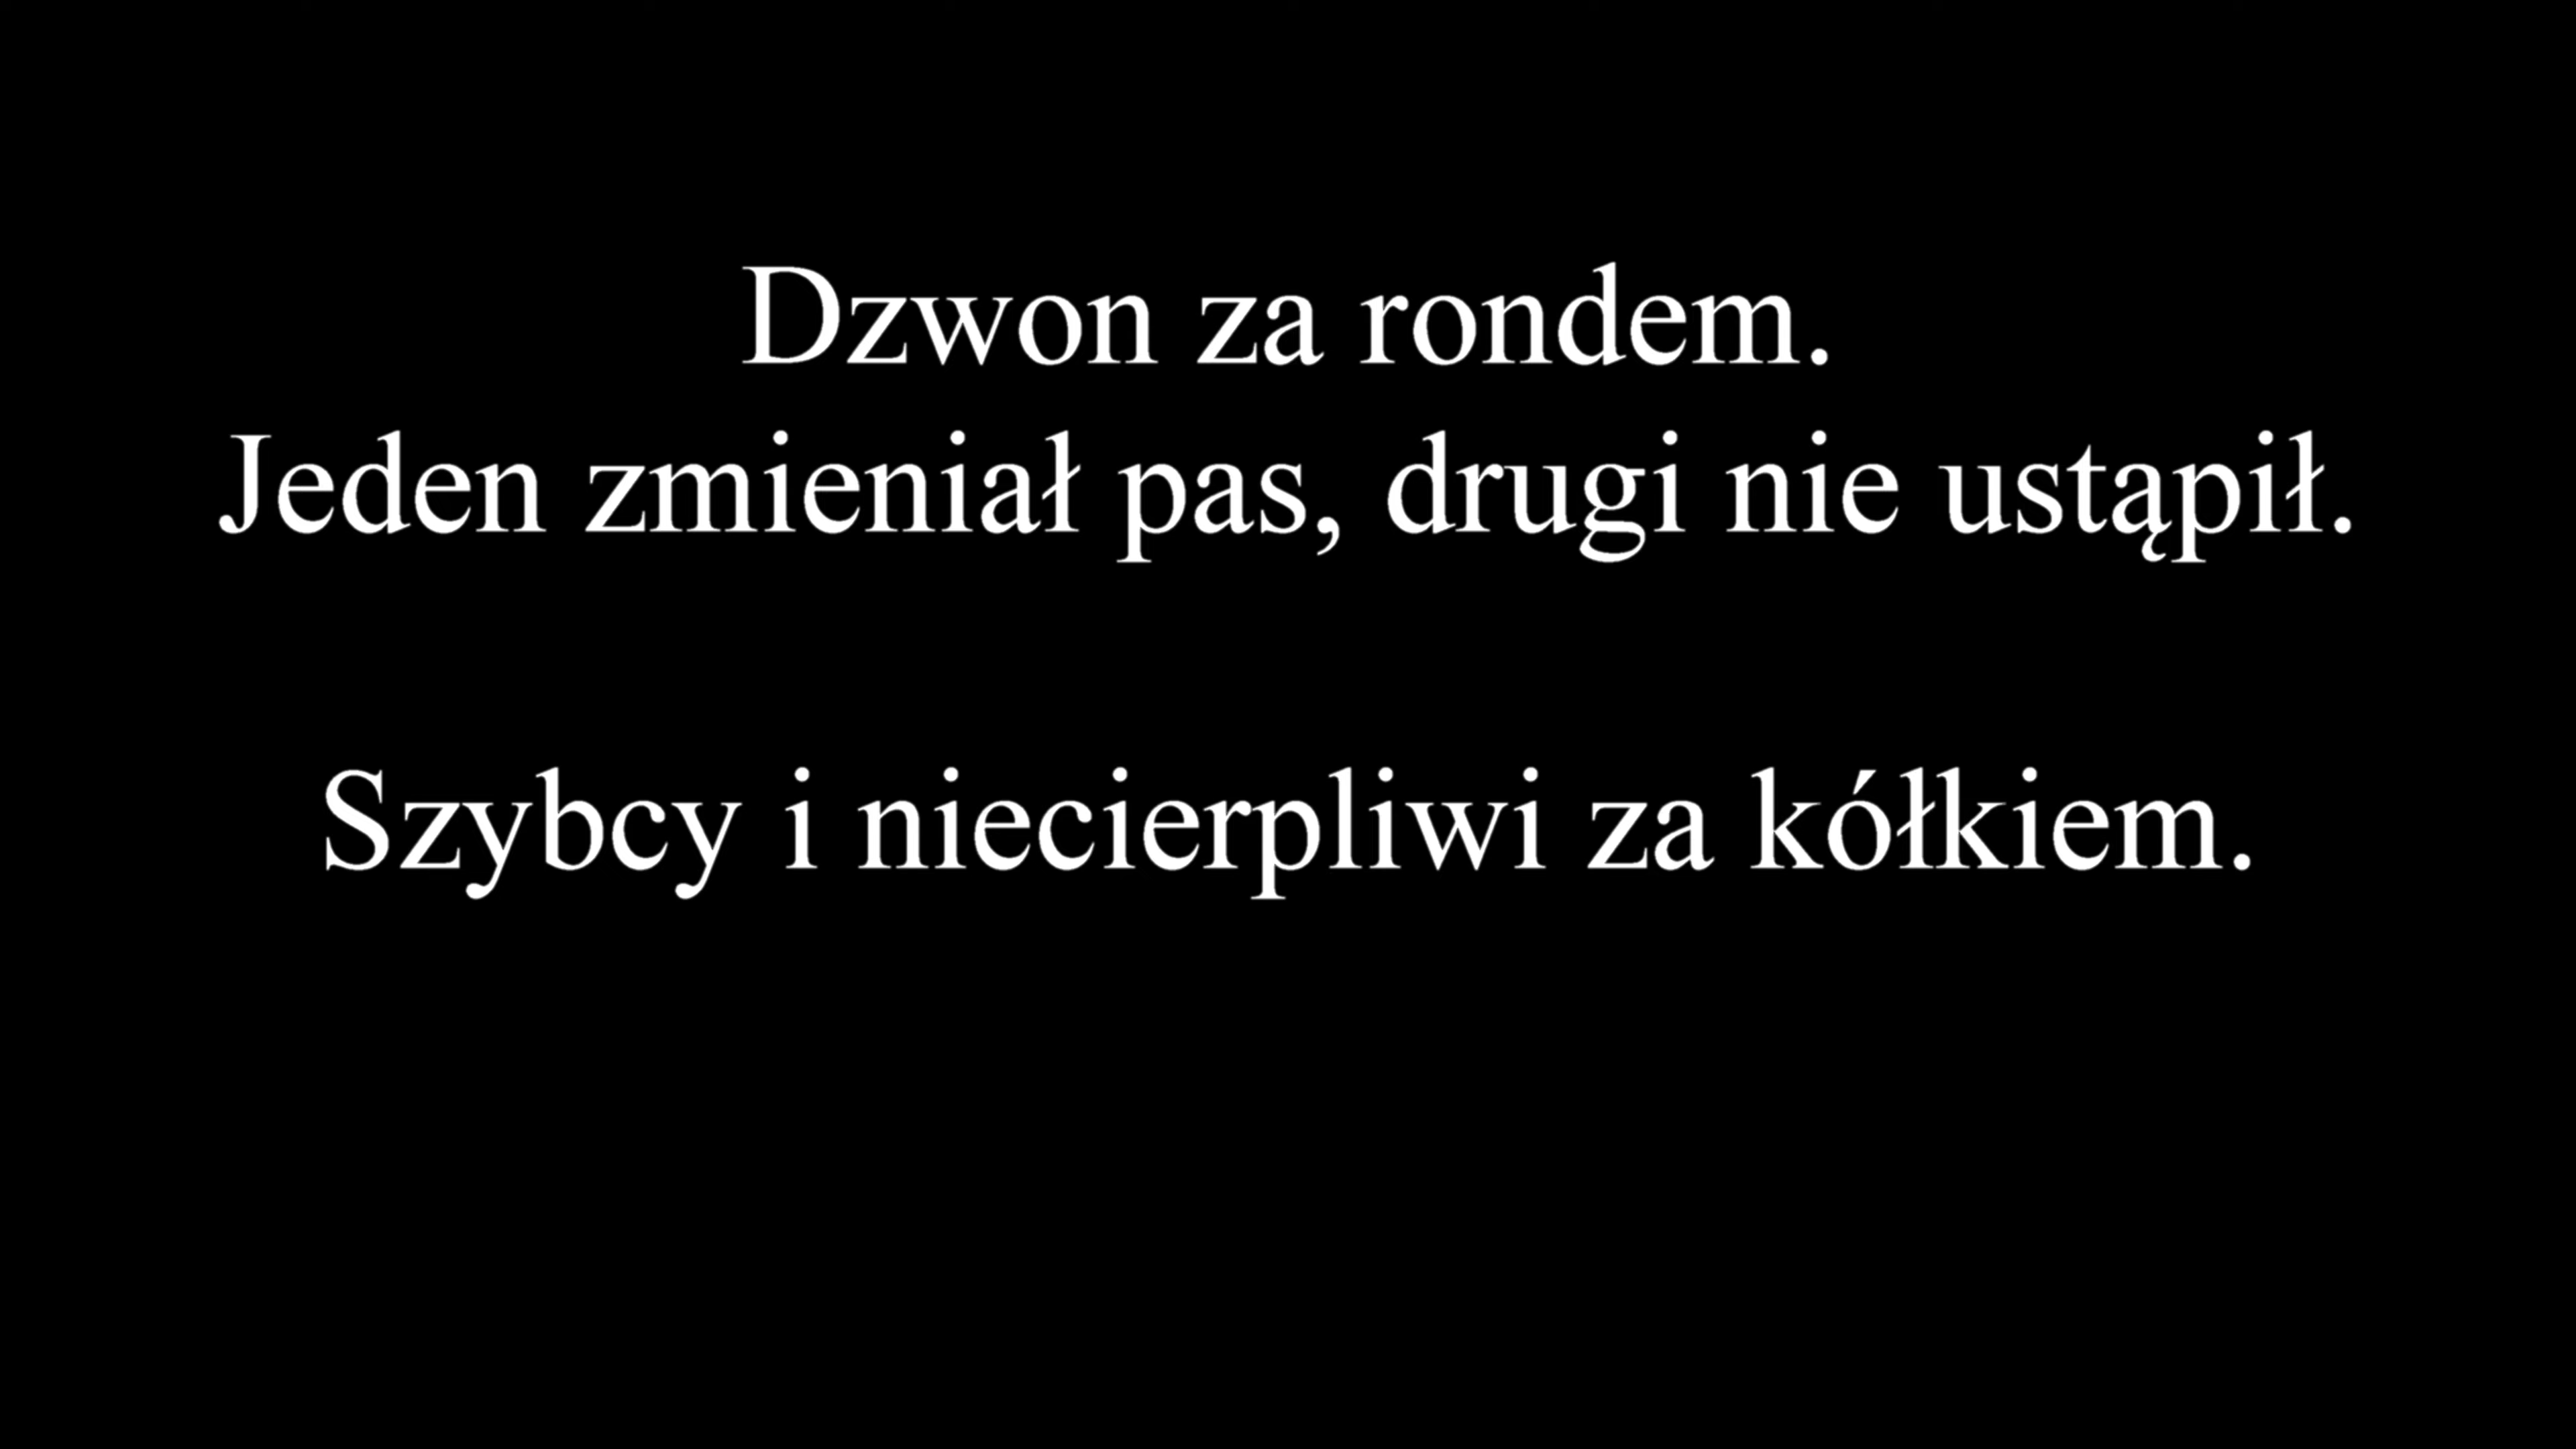 Dzwon za rondem.
Jeden zmieniał pas, drugi nie ustąpił.
Szybcy i niecierpliwi za kółkiem.